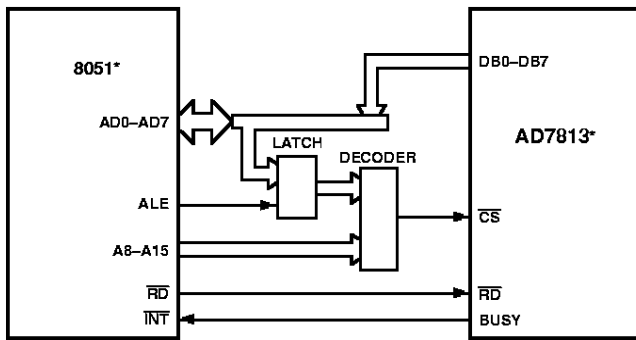 8051*
DB0–DB7
AD0–AD7
AD7813*
LATCH
DECODER
ALE
CS
A8–A15
RD
RD
INT
BUSY